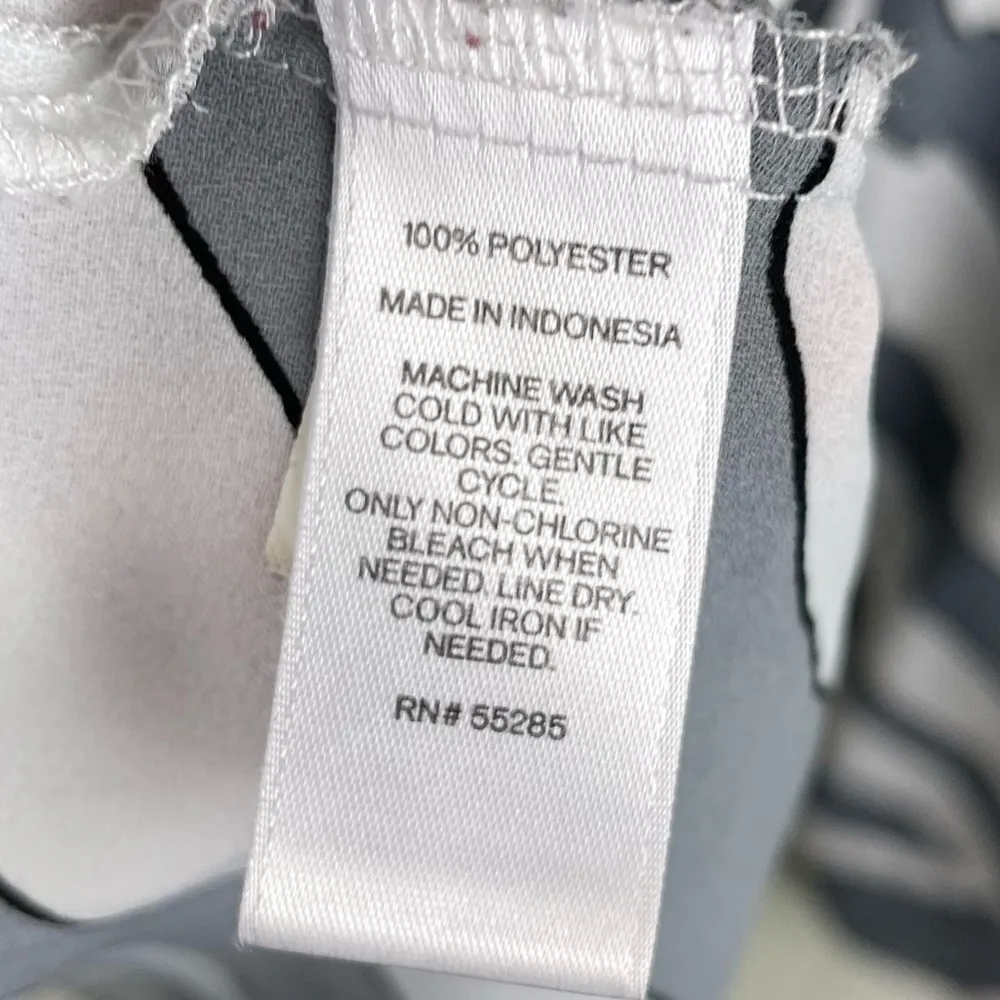 100% POLYESTER
MADE IN INDONESIA
MACHINE WASH
COLD WITH LIKE
COLORS. GENTLE
CYCLE.
ONLY NON-CHLORINE
BLEACH WHEN
NEEDED. LINE DRY.
COOL IRON IF
NEEDED.
RN# 55285